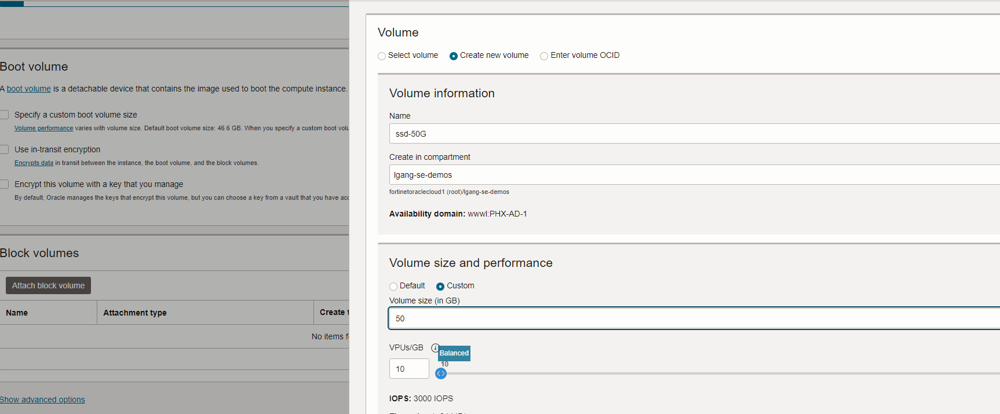 Boot volume
A boot volume is a detachable device that contains the image used to boot the compute instance.
Specify a custom boot volume size
Volume performance varies with volume size. Default boot volume size: 46.6 GB. When you specify a custom boot volu
Use in-transit encryption
Encrypts data in transit between the instance, the boot volume, and the block volumes.
Encrypt this volume with a key that you manage
By default, Oracle manages the keys that encrypt this volume, but you can choose a key from a vault that you have acc
Block volumes
Attach block volume
Name Attachment type Create
No items
Show advanced options
Volume
Select volume Create new volume Enter volume OCID
Volume information
Name
ssd-50G
Create in compartment
lgang-se-demos
fortinetoraclecloud1 (root)/lgang-se-demos
Availability domain: wwwI:PHX-AD-1
Volume size and performance
Default Custom
Volume size (in GB)
50
VPUs/GB i
Balanced
10
10
IOPS: 3000 IOPS